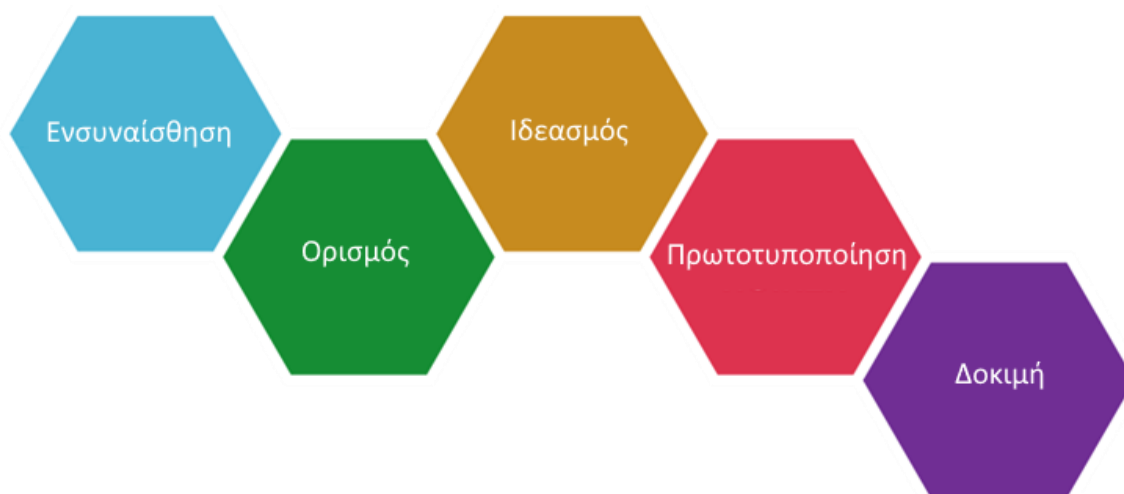 Ενσυναίσθηση
Ορισμός
Ιδεασμός
Πρωτοτυποποίηση
Δοκιμή